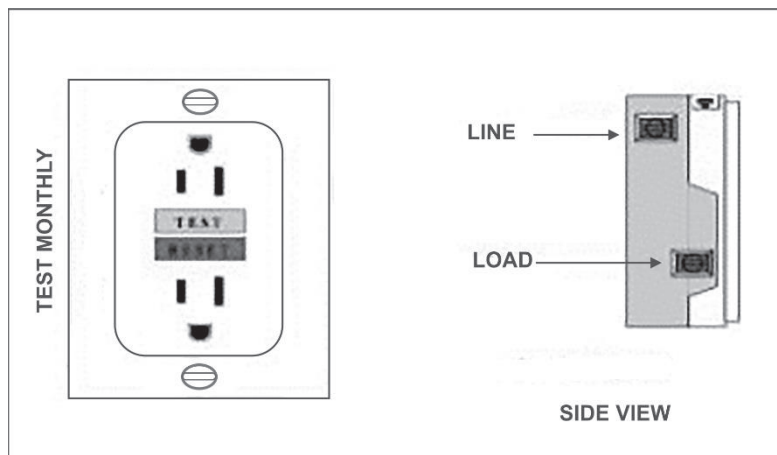 TEST MONTHLY
TEST
RESET
LINE
LOAD
SIDE VIEW